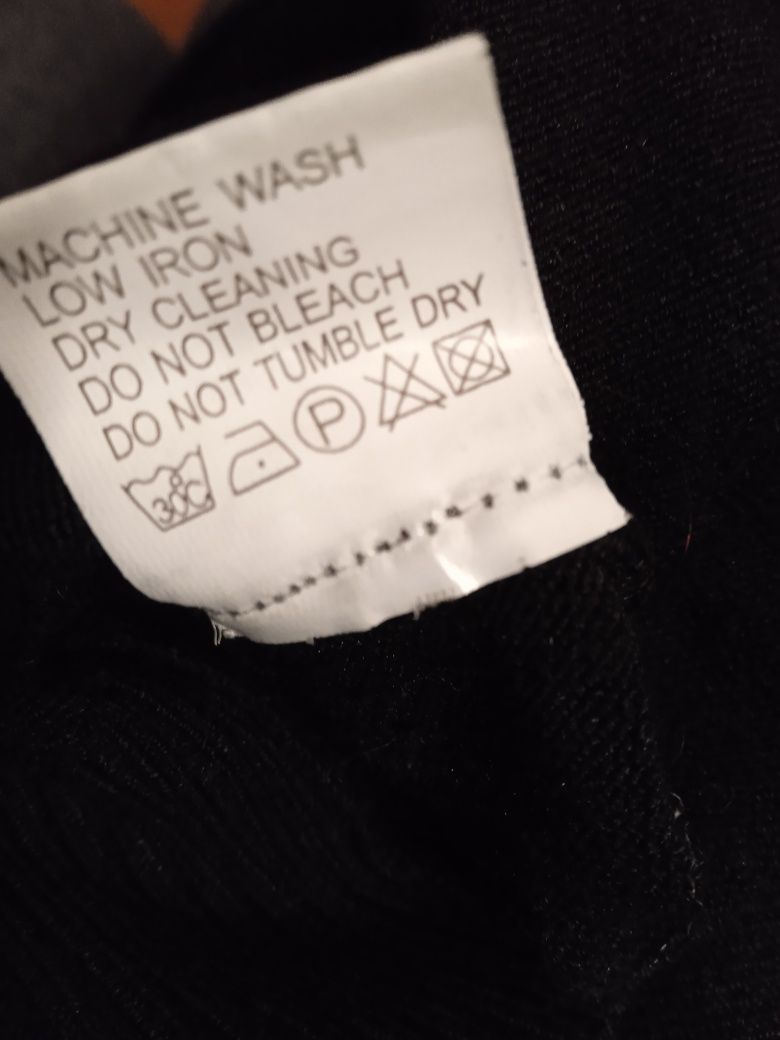 MACHINE WASH
LOW IRON
DRY CLEANING
DO NOT BLEACH
DO NOT TUMBLE DRY
30°C P